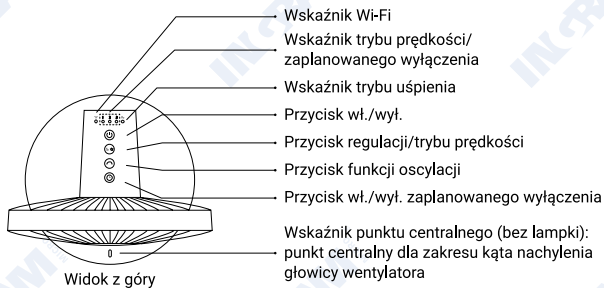 Wskaźnik Wi-Fi
Wskaźnik trybu prędkości/
zaplanowanego wyłączenia
Wskaźnik trybu uśpienia
Przycisk wł./wył.
Przycisk regulacji/trybu prędkości
Przycisk funkcji oscylacji
Przycisk wł./wył. zaplanowanego wyłączenia
Wskaźnik punktu centralnego (bez lampki):
punkt centralny dla zakresu kąta nachylenia
głowicy wentylatora
Widok z góry